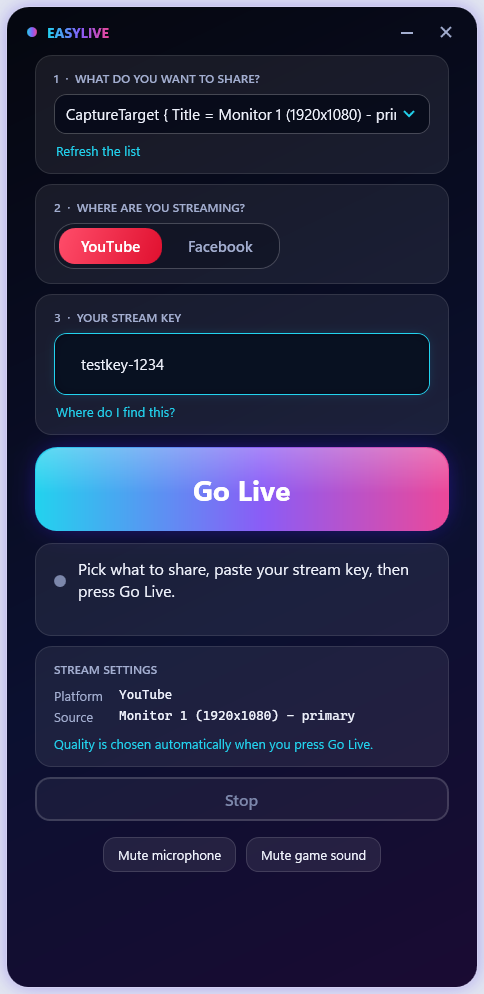 EASYLIVE
1 · WHAT DO YOU WANT TO SHARE?
CaptureTarget { Title = Monitor 1 (1920x1080) - pri
Refresh the list
2 · WHERE ARE YOU STREAMING?
YouTube Facebook
3 · YOUR STREAM KEY
testkey-1234
Where do I find this?
Go Live
Pick what to share, paste your stream key, then
press Go Live.
STREAM SETTINGS
Platform YouTube
Source Monitor 1 (1920x1080) – primary
Quality is chosen automatically when you press Go Live.
Stop
Mute microphone Mute game sound